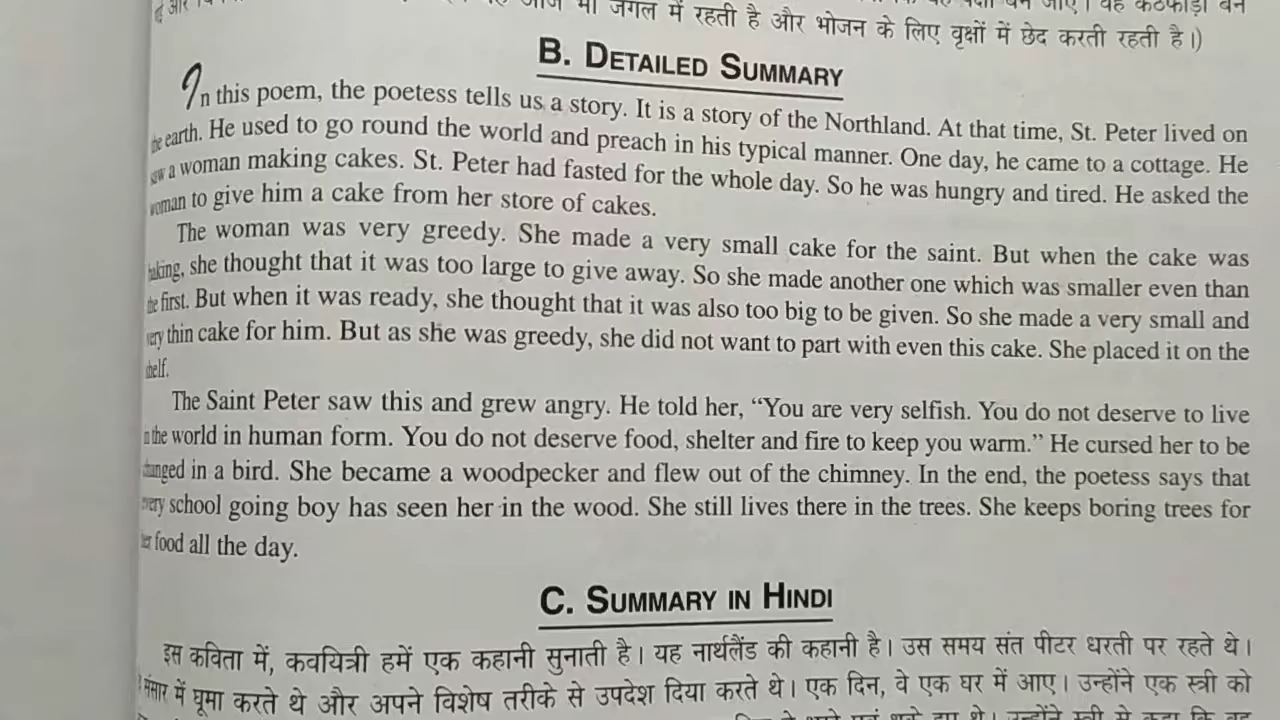 जंगल में रहती है और भोजन के लिए वृक्षों में छेद करती रहती है।)
B. DETAILED SUMMARY
In this poem, the poetess tells us a story. It is a story of the Northland. At that time, St. Peter lived on
the earth. He used to go round the world and preach in his typical manner. One day, he came to a cottage. He
saw a woman making cakes. St. Peter had fasted for the whole day. So he was hungry and tired. He asked the
woman to give him a cake from her store of cakes.
The woman was very greedy. She made a very small cake for the saint. But when the cake was
baking, she thought that it was too large to give away. So she made another one which was smaller even than
the first. But when it was ready, she thought that it was also too big to be given. So she made a very small and
very thin cake for him. But as she was greedy, she did not want to part with even this cake. She placed it on the
shelf.
The Saint Peter saw this and grew angry. He told her, “You are very selfish. You do not deserve to live
in the world in human form. You do not deserve food, shelter and fire to keep you warm.” He cursed her to be
changed in a bird. She became a woodpecker and flew out of the chimney. In the end, the poetess says that
every school going boy has seen her in the wood. She still lives there in the trees. She keeps boring trees for
her food all the day.
C. SUMMARY IN HINDI
इस कविता में, कवयित्री हमें एक कहानी सुनाती है। यह नार्थलैंड की कहानी है। उस समय संत पीटर धरती पर रहते थे।
संसार में घूमा करते थे और अपने विशेष तरीके से उपदेश दिया करते थे। एक दिन, वे एक घर में आए। उन्होंने एक स्त्री को